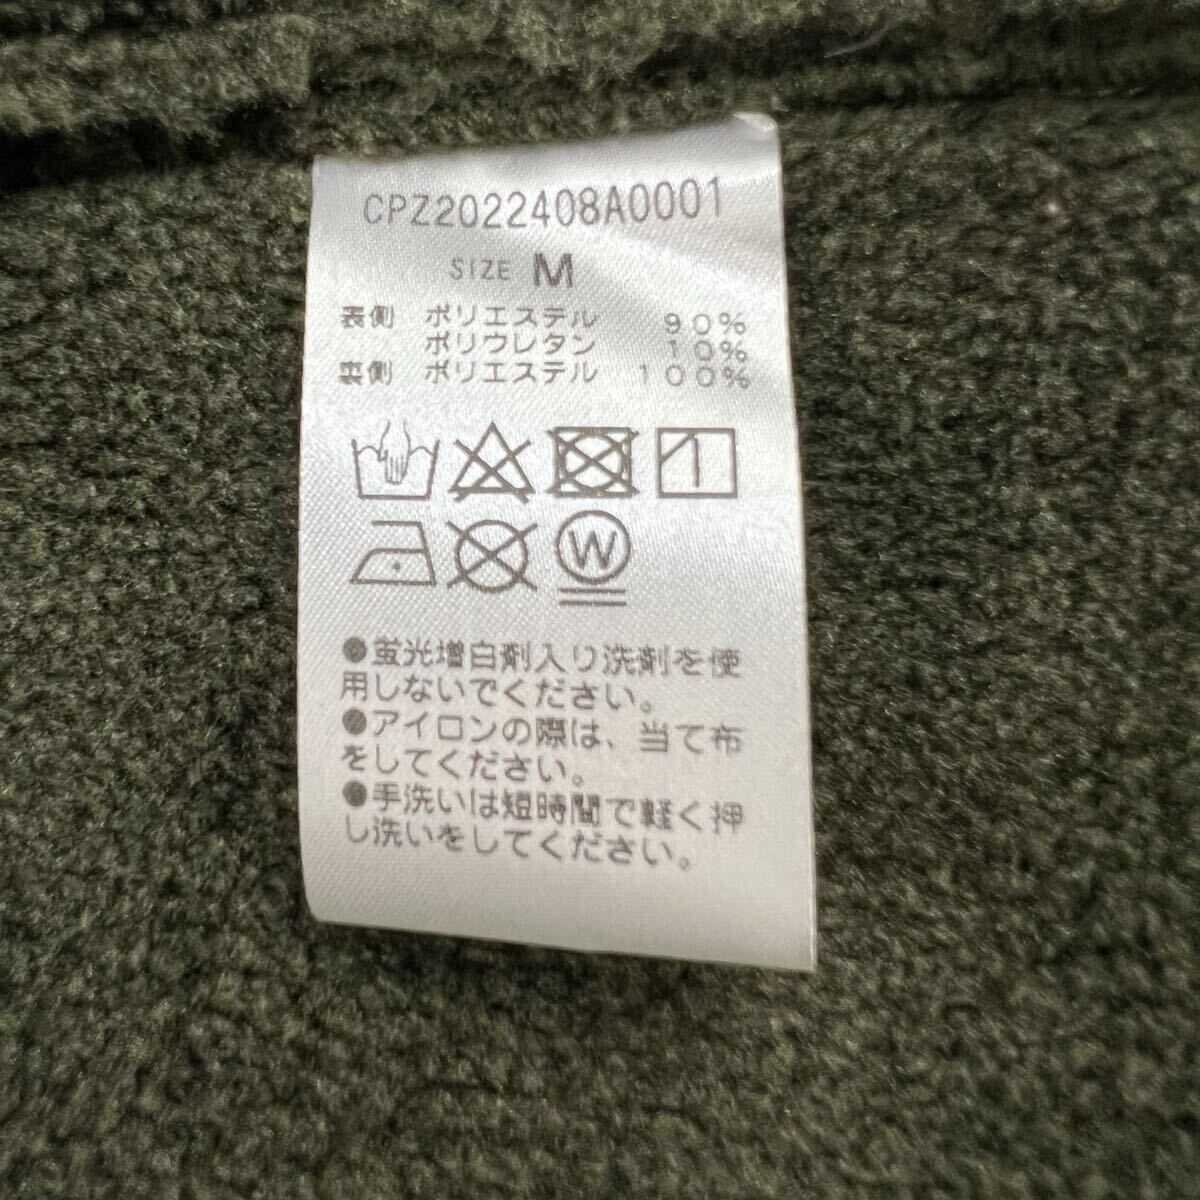 CPZ2022408A0001
SIZE M
表側 ポリエステル 90%
ポリウレタン 10%
裏側 ポリエステル 100%
W
●蛍光増白剤入り洗剤を使
用しないでください。
●アイロンの際は、当て布
をしてください。
●手洗いは短時間で軽く押
し洗いをしてください。